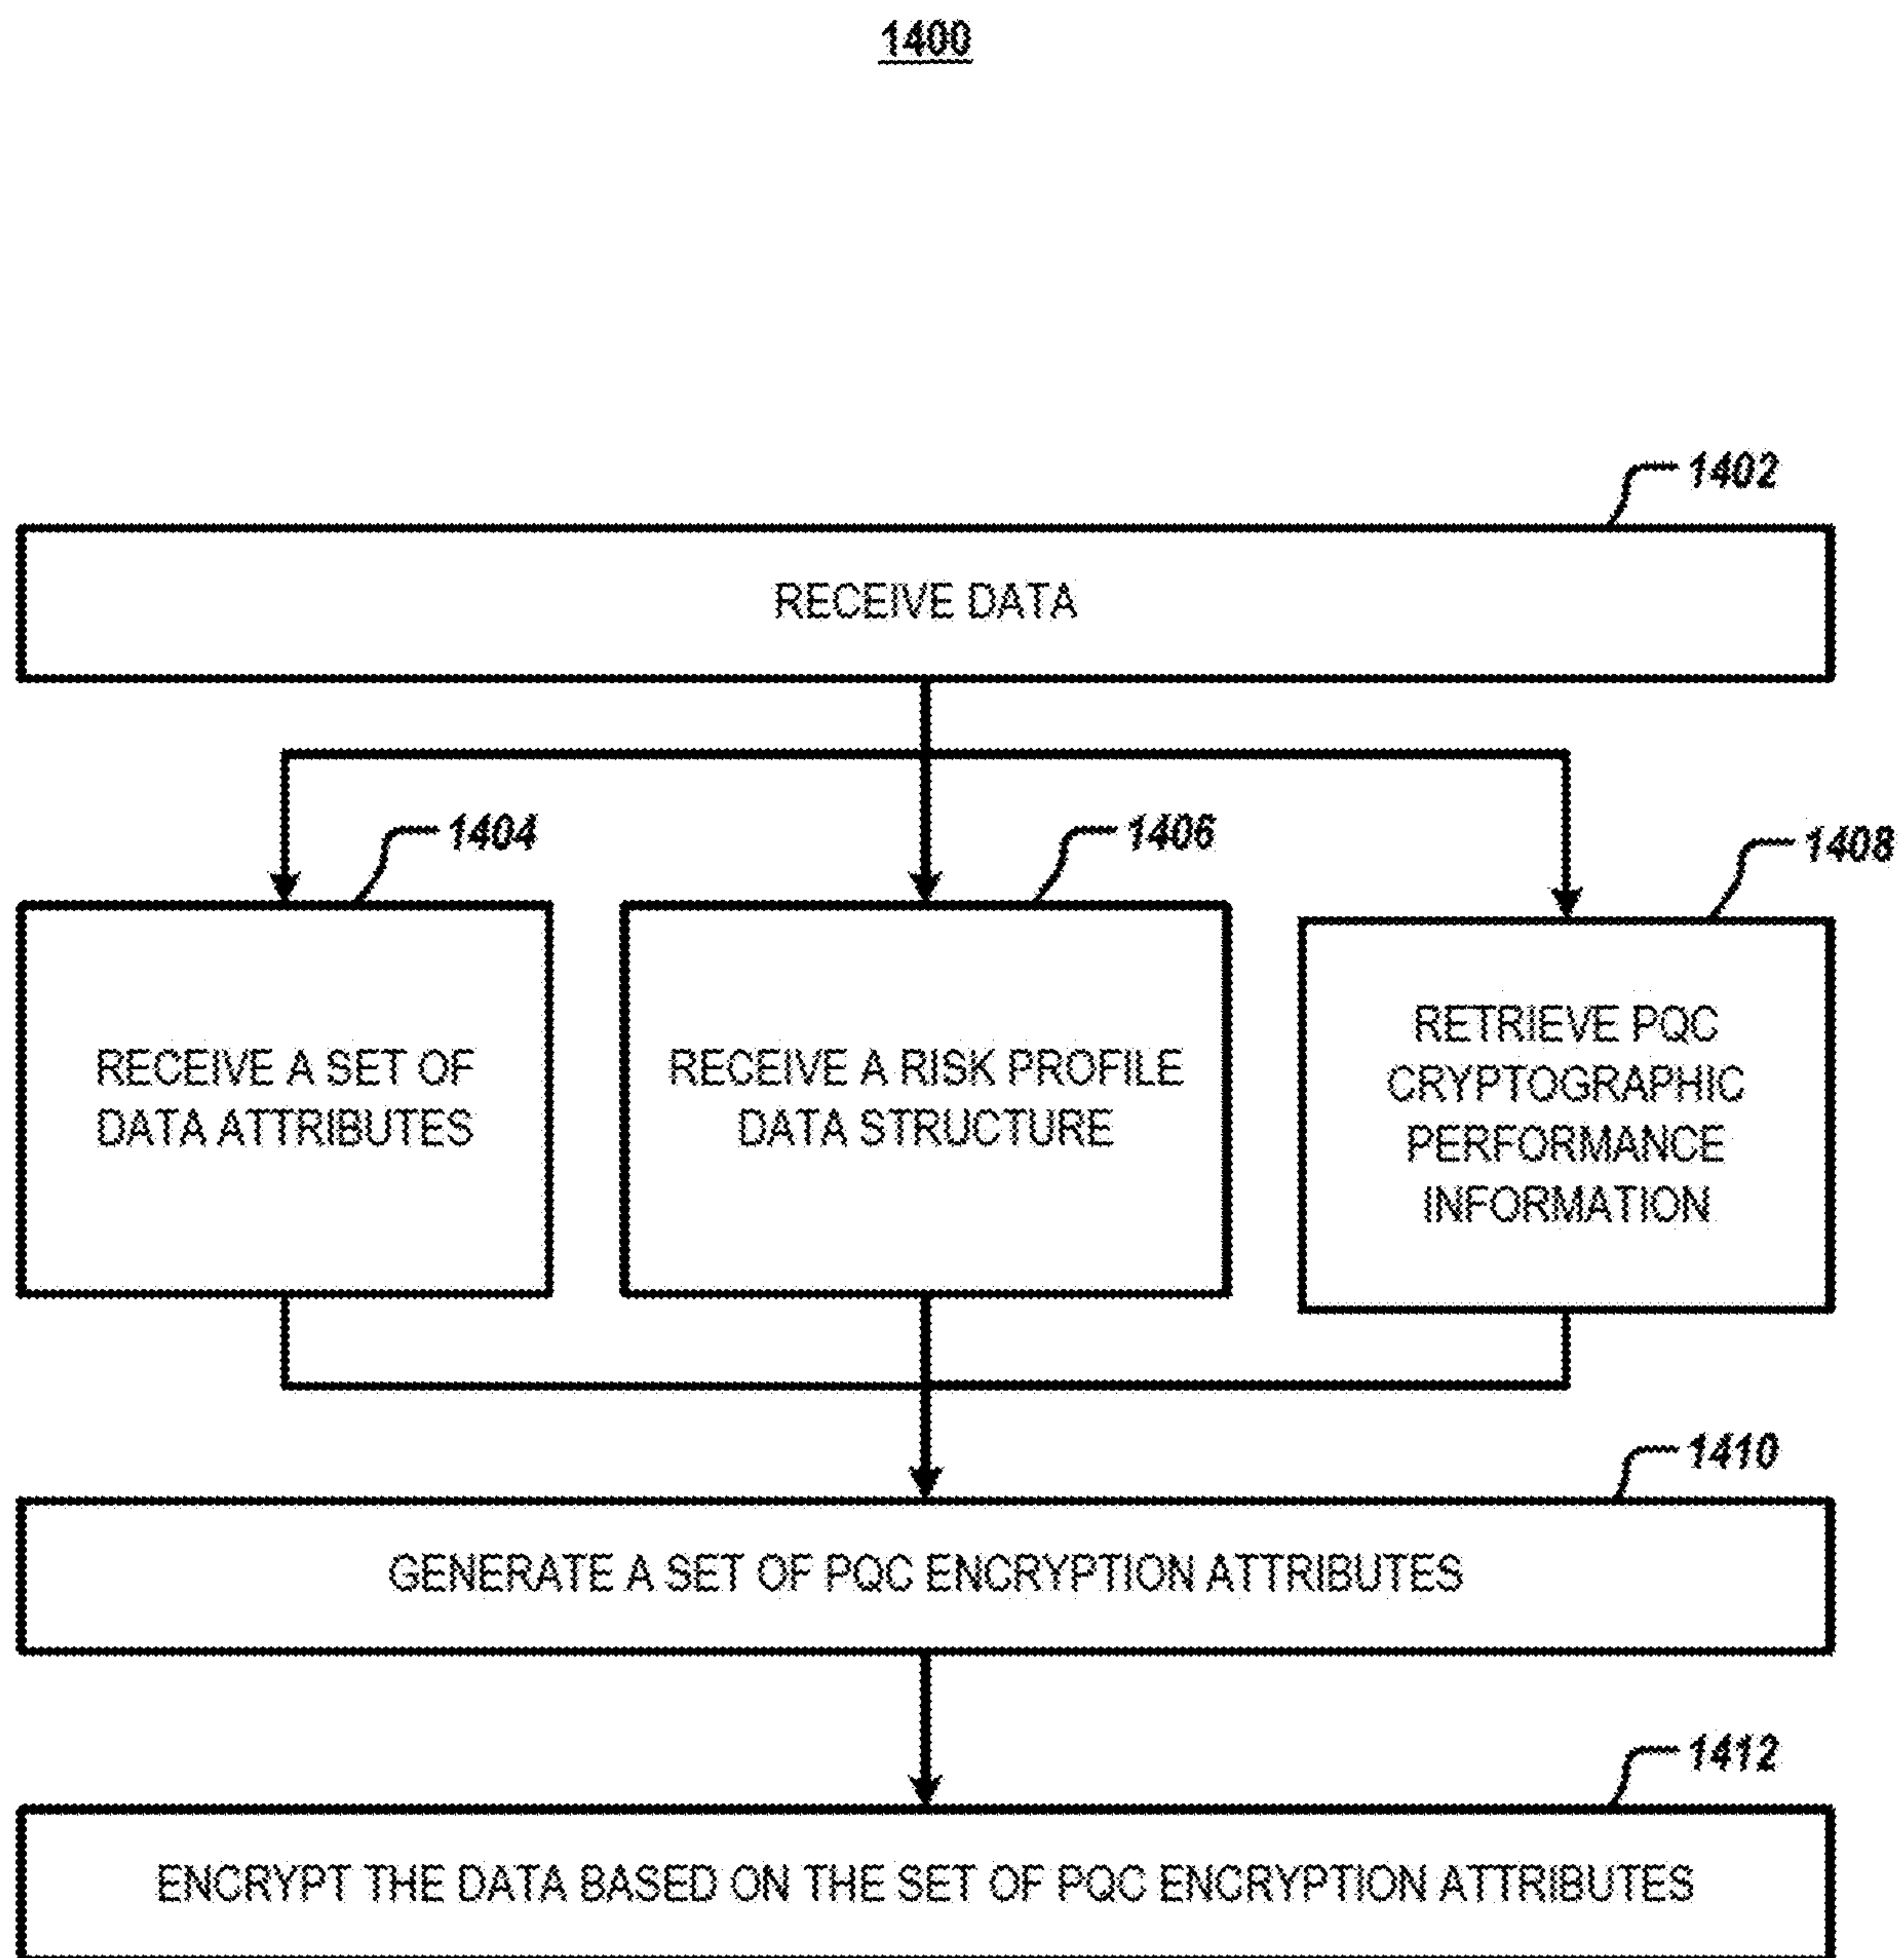 1400
1402
RECEIVE DATA
1404
1406
1408
RECEIVE A SET OF
DATA ATTRIBUTES
RECEIVE A RISK PROFILE
DATA STRUCTURE
RETRIEVE PQC
CRYPTOGRAPHIC
PERFORMANCE
INFORMATION
1410
GENERATE A SET OF PQC ENCRYPTION ATTRIBUTES
1412
ENCRYPT THE DATA BASED ON THE SET OF PQC ENCRYPTION ATTRIBUTES